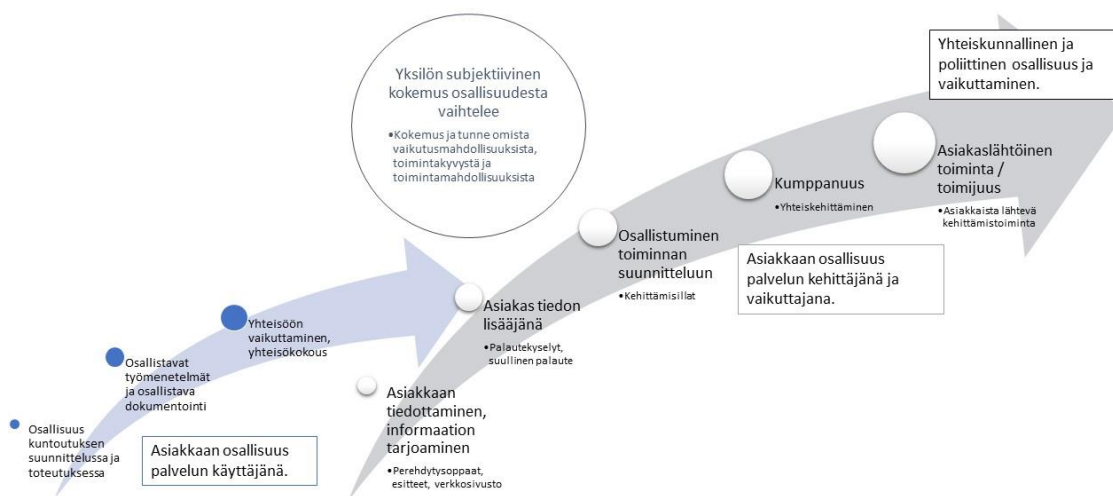 Yksilön subjektiivinen
kokemus osallisuudesta
vaihtelee
•Kokemus ja tunne omista
vaikutusmahdollisuuksista,
toimintakyvystä ja
toimintamahdollisuuksista
Yhteiskunnallinen ja
poliittinen osallisuus ja
vaikuttaminen.
Osallisuus
kuntoutuksen
suunnittelussa ja
toteutuksessa
Osallistavat
työmenetelmät
ja osallistava
dokumentointi
Yhteisöön
vaikuttaminen,
yhteisökokous
Asiakkaan osallisuus
palvelun käyttäjänä.
Asiakkaan
tiedottaminen,
informaation
tarjoaminen
•Perehdytysoppaat,
esitteet, verkkosivusto
Asiakas tiedon
lisääjänä
•Palautekyselyt,
suullinen palaute
Osallistuminen
toiminnan
suunnitteluun
•Kehittämisillat
Kumppanuus
•Yhteiskehittäminen
Asiakaslähtöinen
toiminta /
toimijuus
•Asiakkaista lähtevä
kehittämistoiminta
Asiakkaan osallisuus
palvelun kehittäjänä ja
vaikuttajana.